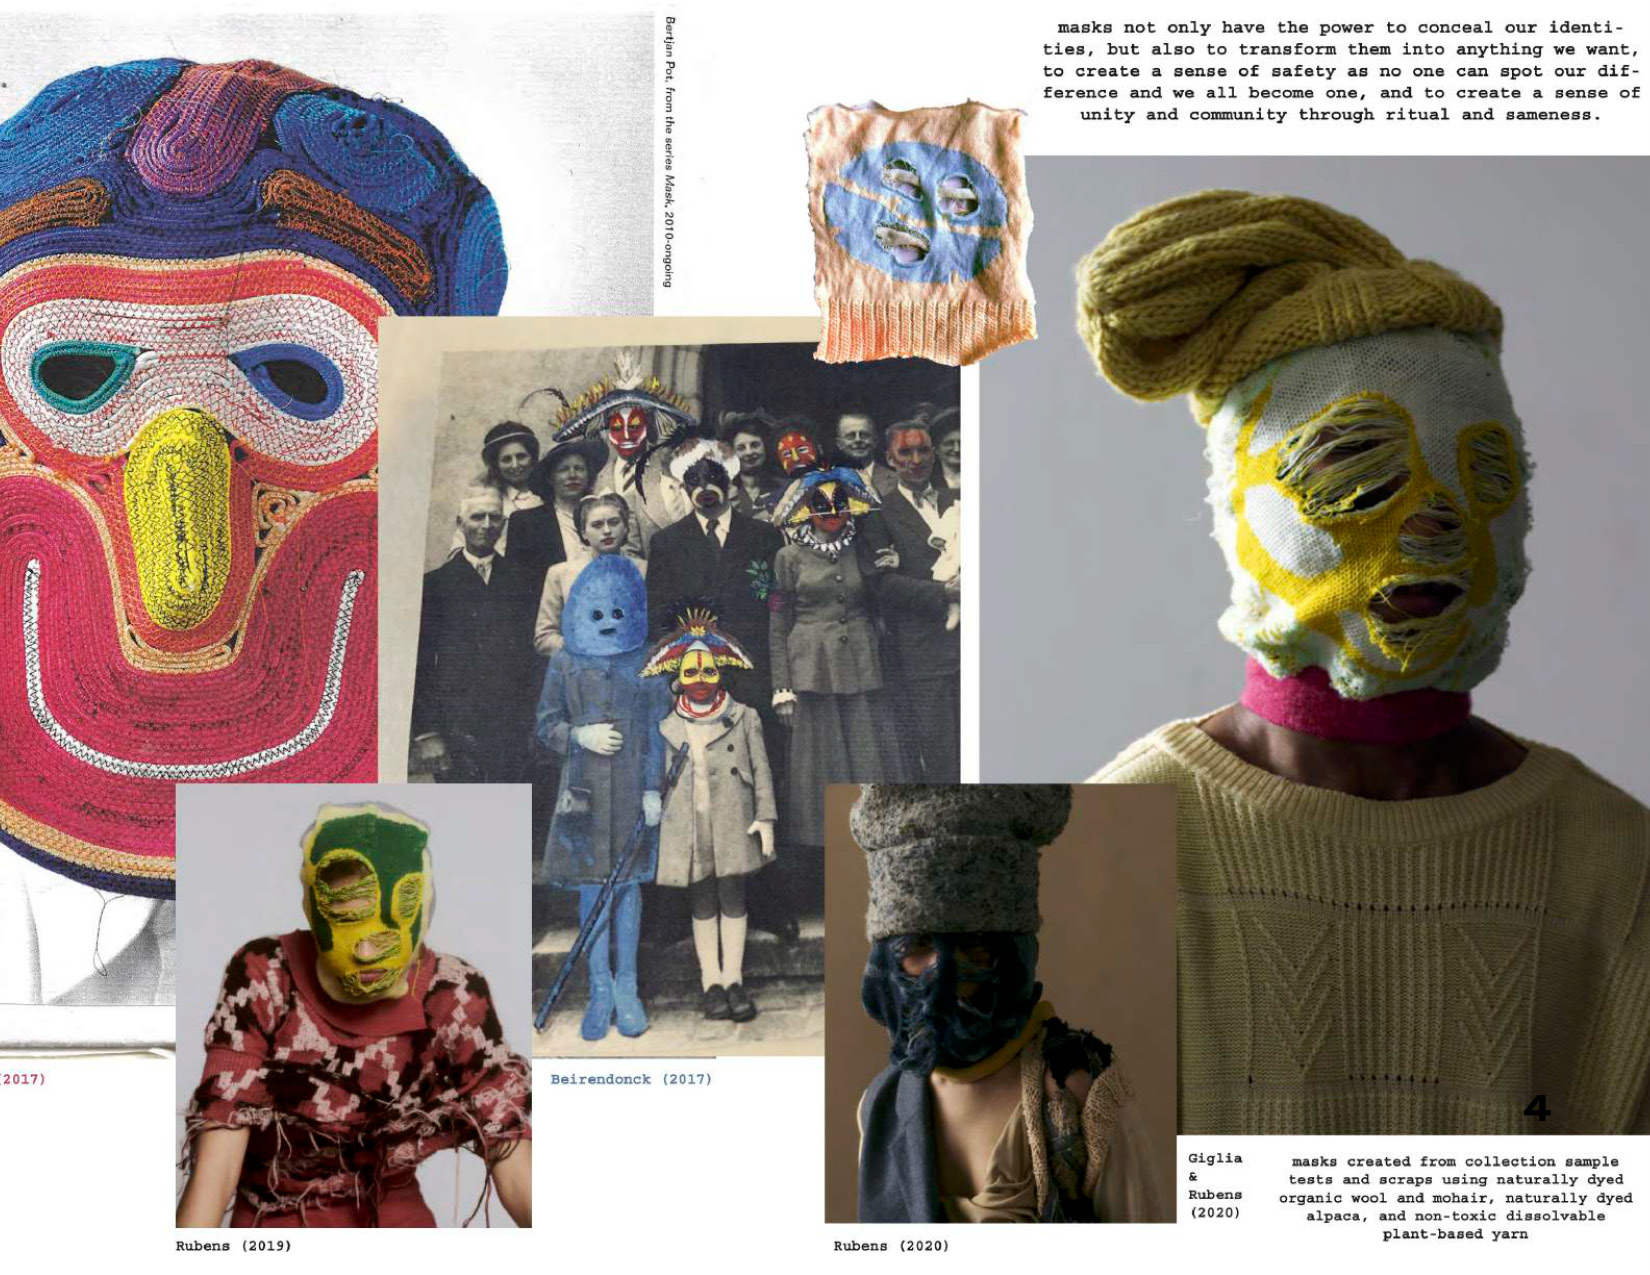 Bertjan Pot, from the series Mask, 2010-ongoing
masks not only have the power to conceal our identi-
ties, but also to transform them into anything we want,
to create a sense of safety as no one can spot our dif-
ference and we all become one, and to create a sense of
unity and community through ritual and sameness.
(2017)
Beirendonck (2017)
4
Giglia
&
Rubens
(2020)
masks created from collection sample
tests and scraps using naturally dyed
organic wool and mohair, naturally dyed
alpaca, and non-toxic dissolvable
plant-based yarn
Rubens (2019)
Rubens (2020)